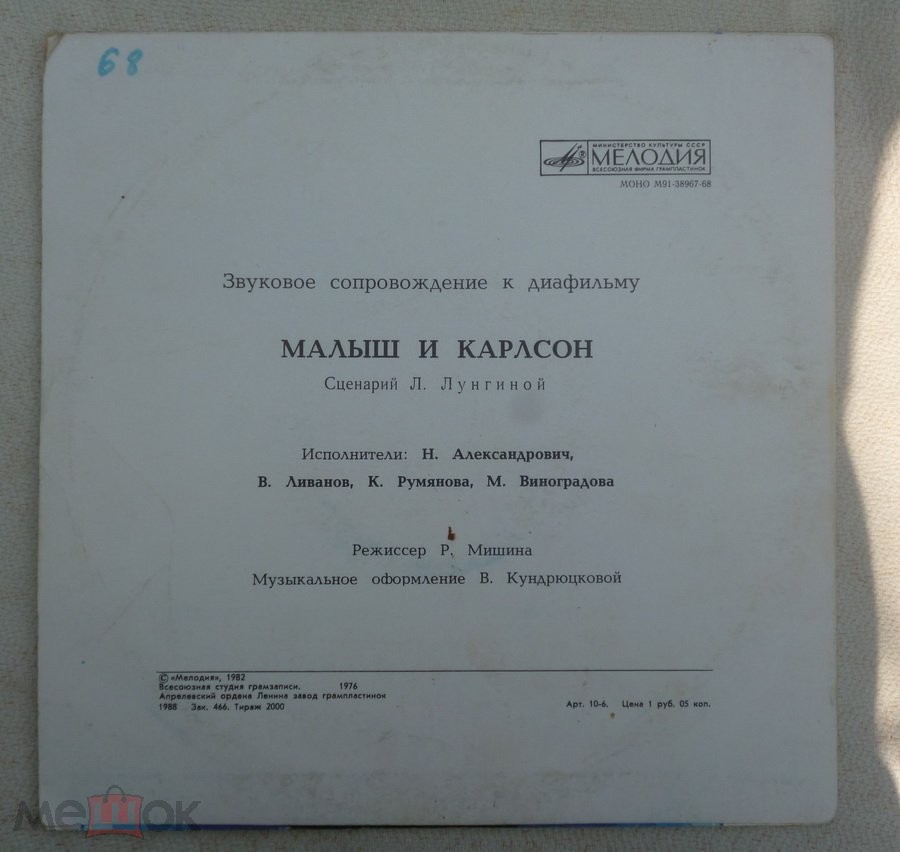 68
МИНИСТЕРСТВО КУЛЬТУРЫ СССР
МЕЛОДИЯ
ВСЕСОЮЗНАЯ ФИРМА ГРАМПЛАСТИНОК
МОНО М91-38967-68
Звуковое сопровождение к диафильму
МАЛЫШ И КАРЛСОН
Сценарий Л. Лунгиной
Исполнители: Н. Александрович,
В. Ливанов, К. Румянова, М. Виноградова
Режиссер Р. Мишина
Музыкальное оформление В. Кундрюцковой
© «Мелодия», 1982
Всесоюзная студия грамзаписи. 1976
Апрелевский ордена Ленина завод грампластинок
1988 Зак. 466. Тираж 2000
Арт. 10-6. Цена 1 руб. 05 коп.
мешок